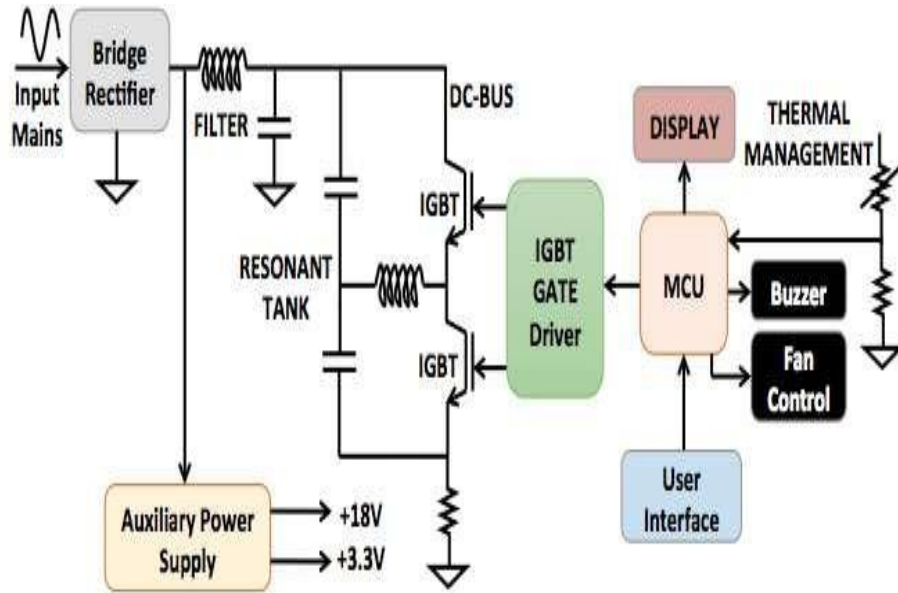 Bridge
Rectifier
Input
Mains
FILTER
DC-BUS
IGBT
RESONANT
TANK
IGBT
IGBT
GATE
Driver
DISPLAY
THERMAL
MANAGEMENT
MCU
Buzzer
Fan
Control
User
Interface
Auxiliary Power
Supply
+18V
+3.3V